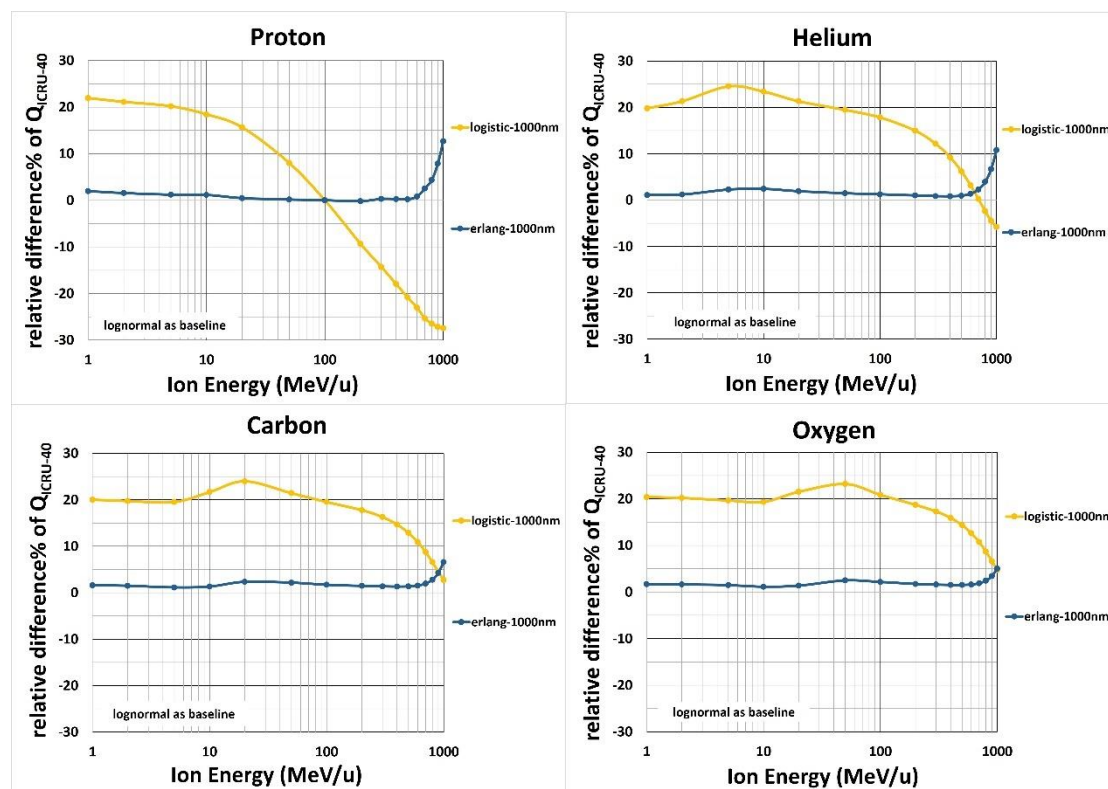 Proton
relative difference% of QICRU-40
30
20
10
0
-10
-20
-30
lognormal as baseline
1
10
100
1000
Ion Energy (MeV/u)
logistic-1000nm
erlang-1000nm
Helium
relative difference% of QICRU-40
30
20
10
0
-10
-20
-30
lognormal as baseline
1
10
100
1000
Ion Energy (MeV/u)
logistic-1000nm
erlang-1000nm
Carbon
relative difference% of QICRU-40
30
20
10
0
-10
-20
-30
lognormal as baseline
1
10
100
1000
Ion Energy (MeV/u)
logistic-1000nm
erlang-1000nm
Oxygen
relative difference% of QICRU-40
30
20
10
0
-10
-20
-30
lognormal as baseline
1
10
100
1000
Ion Energy (MeV/u)
logistic-1000nm
erlang-1000nm